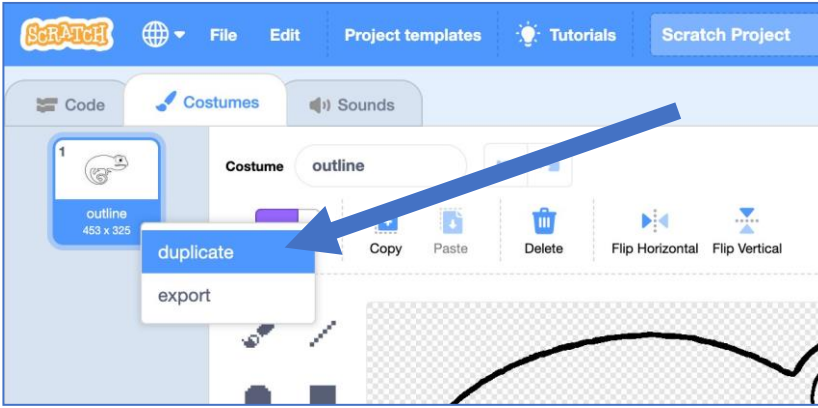 SCRATCH File Edit Project templates Tutorials Scratch Project
Code Costumes Sounds
1
Costume outline
outline
453 x 325
Copy Paste Delete Flip Horizontal Flip Vertical
duplicate
export